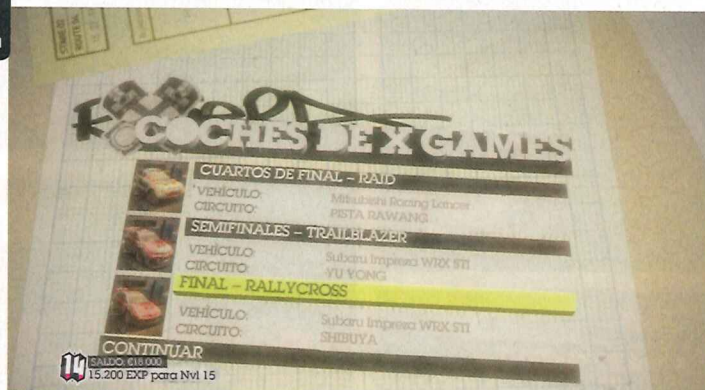 COCHES DE X GAMES
CUARTOS DE FINAL – RAID
VEHÍCULO: Mitsubishi Racing Lancer
CIRCUITO: PISTA RAWANG
SEMIFINALES – TRAILBLAZER
VEHÍCULO: Subaru Impreza WRX STI
CIRCUITO: YU YONG
FINAL – RALLYCROSS
VEHÍCULO: Subaru Impreza WRX STI
CIRCUITO: SHIBUYA
CONTINUAR
14 SALDO: €18.000
15.200 EXP para Nvl 15